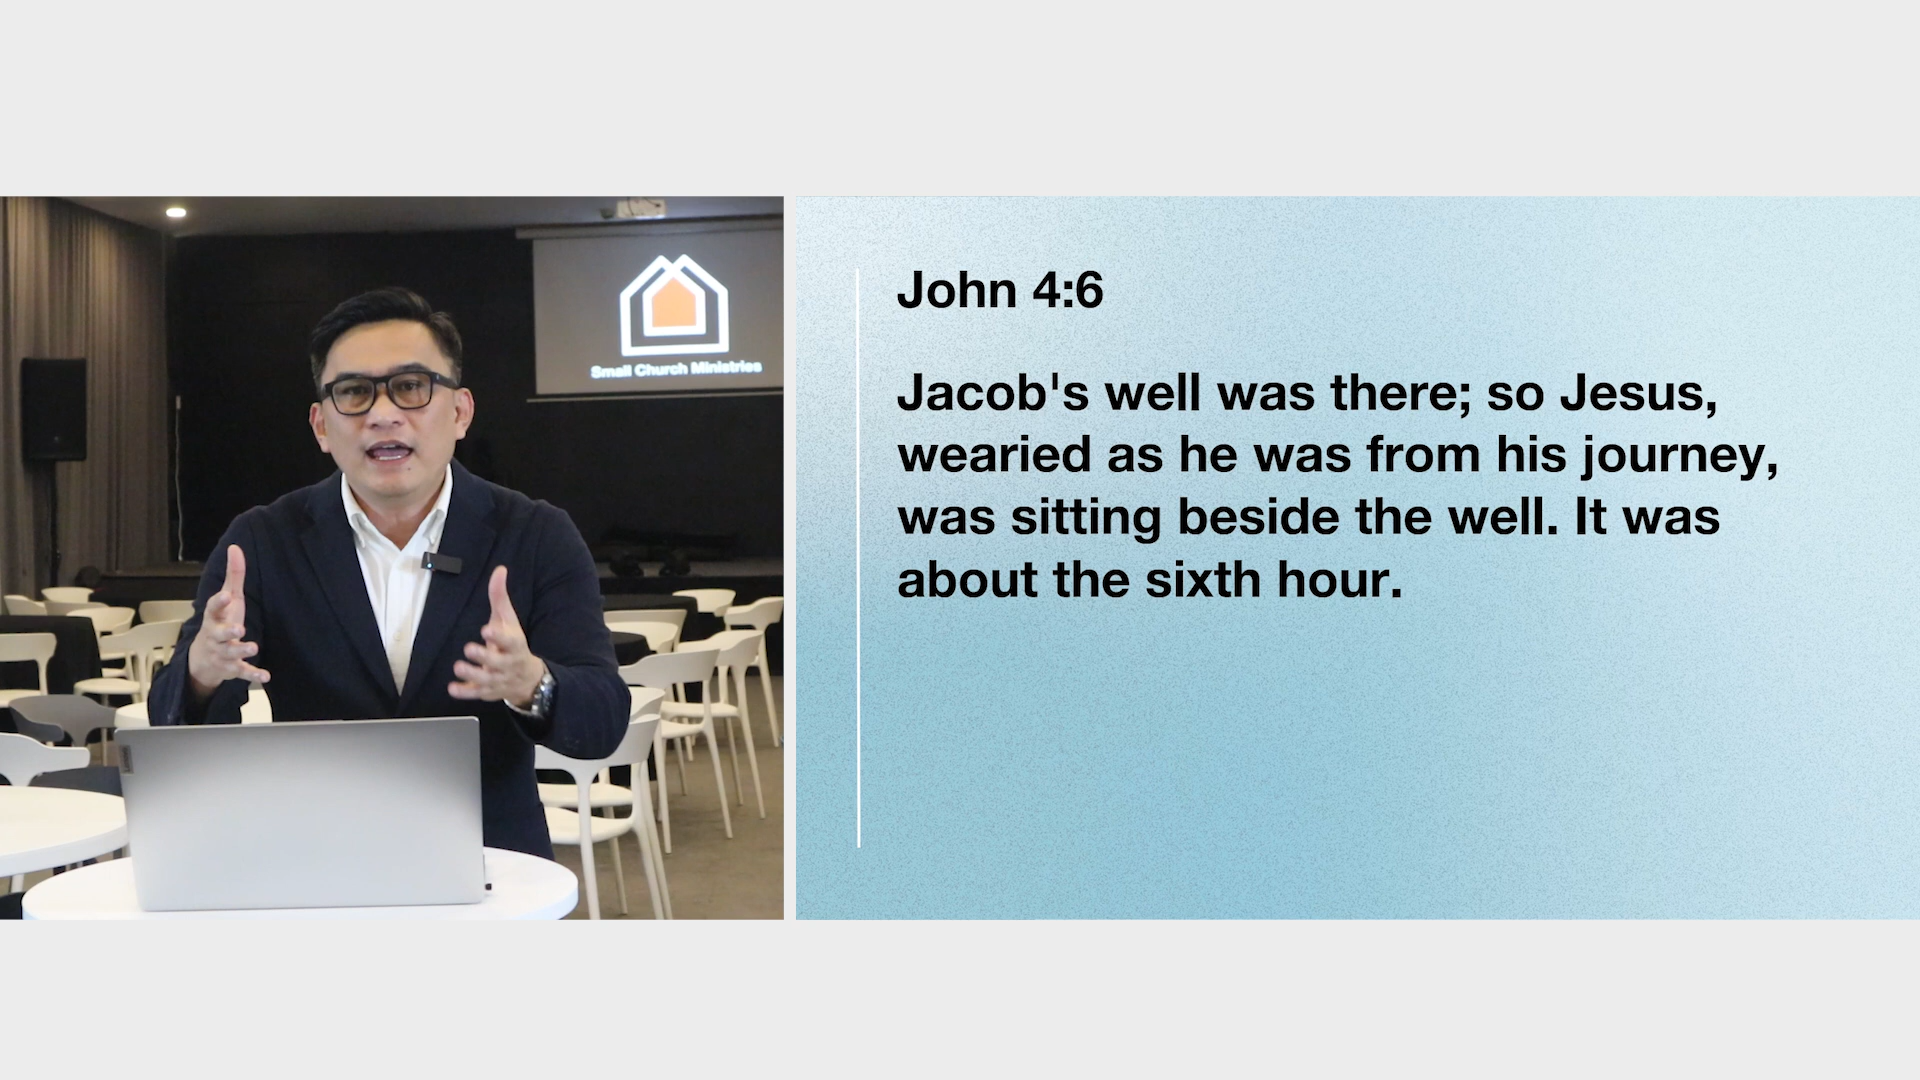 Small Church Ministries
John 4:6
Jacob's well was there; so Jesus,
wearied as he was from his journey,
was sitting beside the well. It was
about the sixth hour.